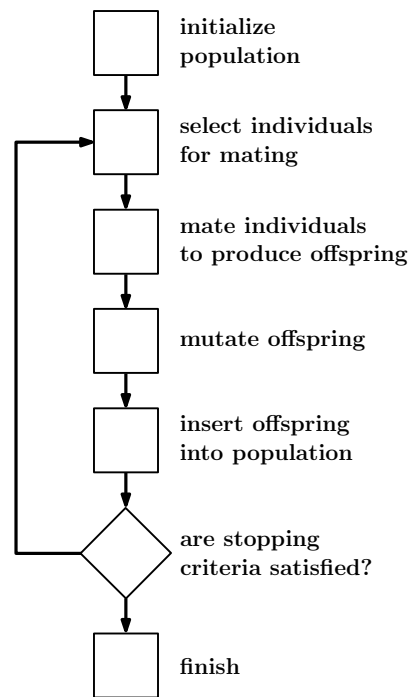 initialize
population
select individuals
for mating
mate individuals
to produce offspring
mutate offspring
insert offspring
into population
are stopping
criteria satisfied?
finish